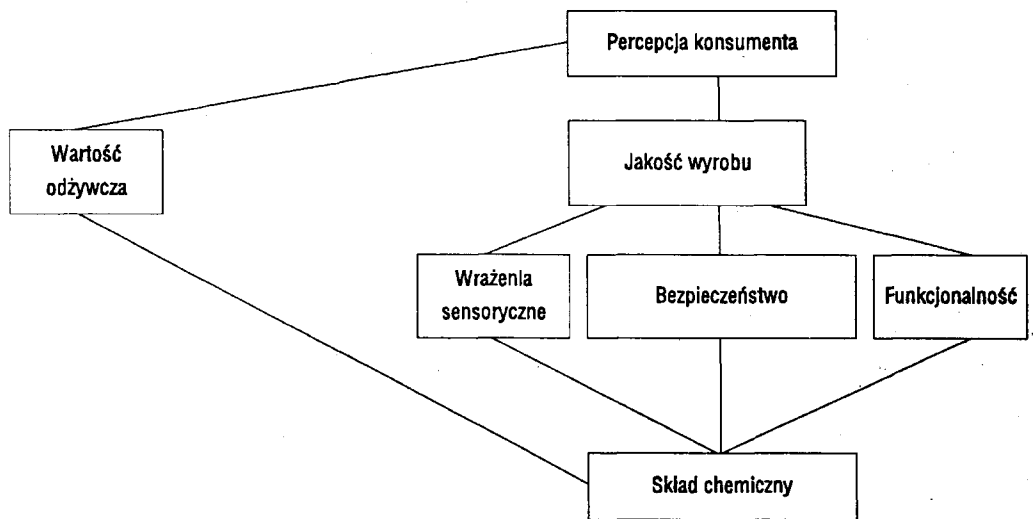 Percepcja konsumenta
Wartość
odżywcza
Jakość wyrobu
Wrażenia
sensoryczne
Bezpieczeństwo
Funkcjonalność
Skład chemiczny